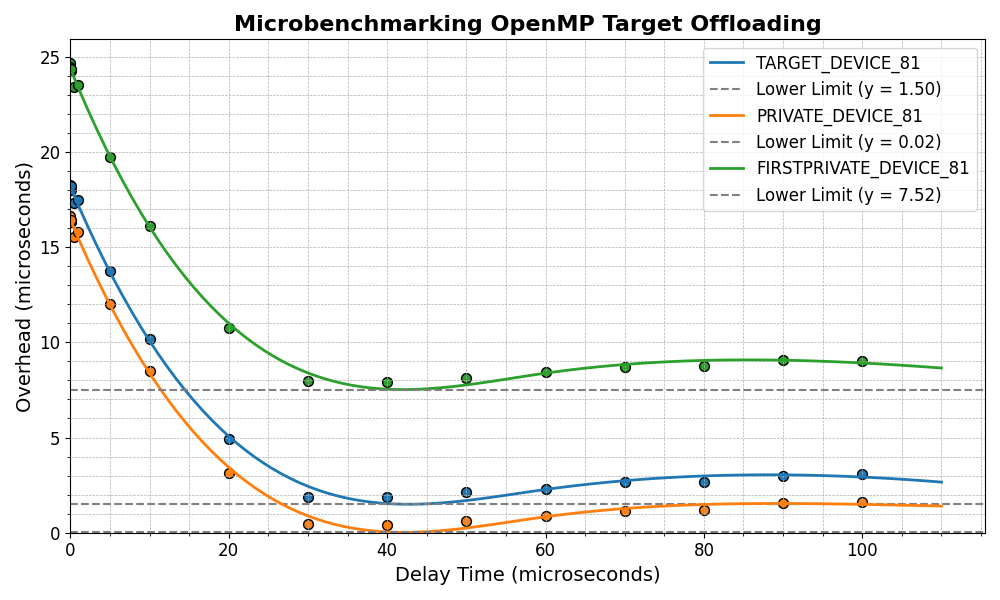 Microbenchmarking OpenMP Target Offloading
Overhead (microseconds)
25
20
15
10
5
0
0
20
40
60
80
100
Delay Time (microseconds)
TARGET_DEVICE_81
Lower Limit (y = 1.50)
PRIVATE_DEVICE_81
Lower Limit (y = 0.02)
FIRSTPRIVATE_DEVICE_81
Lower Limit (y = 7.52)